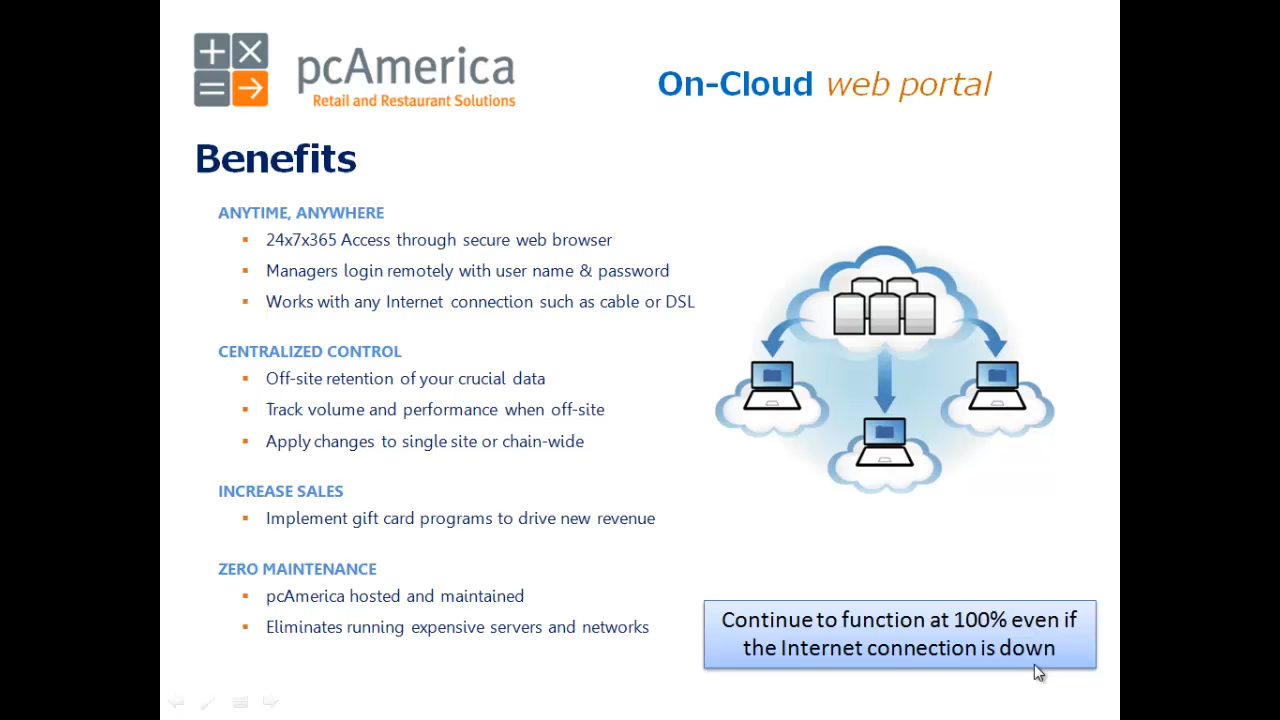 pcAmerica
Retail and Restaurant Solutions
On-Cloud web portal
Benefits
ANYTIME, ANYWHERE
24x7x365 Access through secure web browser
Managers login remotely with user name & password
Works with any Internet connection such as cable or DSL
CENTRALIZED CONTROL
Off-site retention of your crucial data
Track volume and performance when off-site
Apply changes to single site or chain-wide
INCREASE SALES
Implement gift card programs to drive new revenue
ZERO MAINTENANCE
pcAmerica hosted and maintained
Eliminates running expensive servers and networks
Continue to function at 100% even if
the Internet connection is down